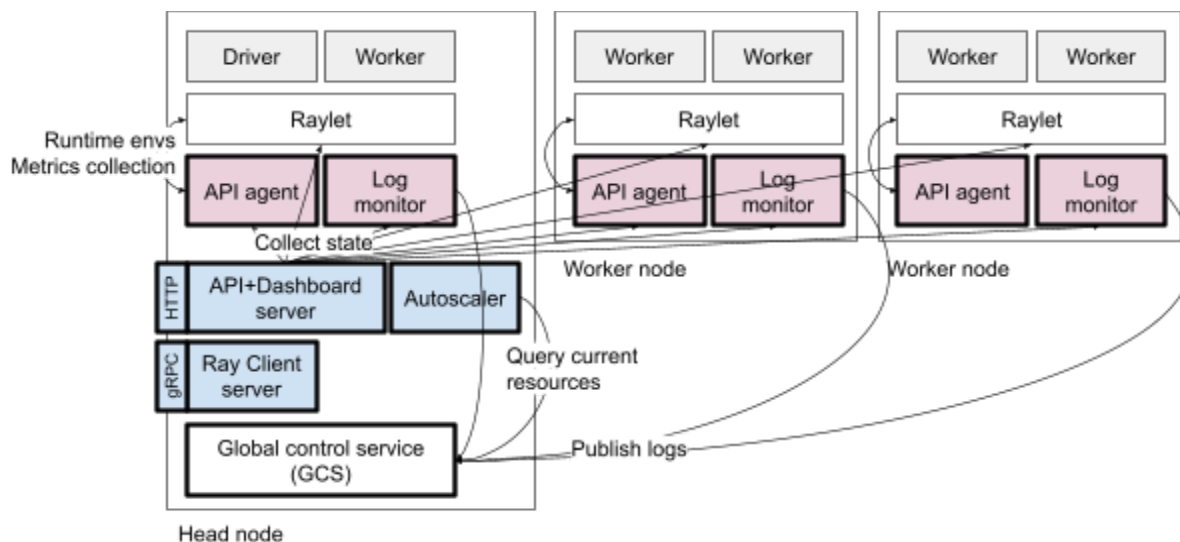 Driver
Worker
Worker
Worker
Worker
Worker
Raylet
Raylet
Raylet
Runtime envs
Metrics collection
API agent
Log
monitor
API agent
Log
monitor
API agent
Log
monitor
Collect state
Worker node
Worker node
HTTP
API+Dashboard
server
Autoscaler
gRPC
Ray Client
server
Query current
resources
Global control service
(GCS)
Publish logs
Head node